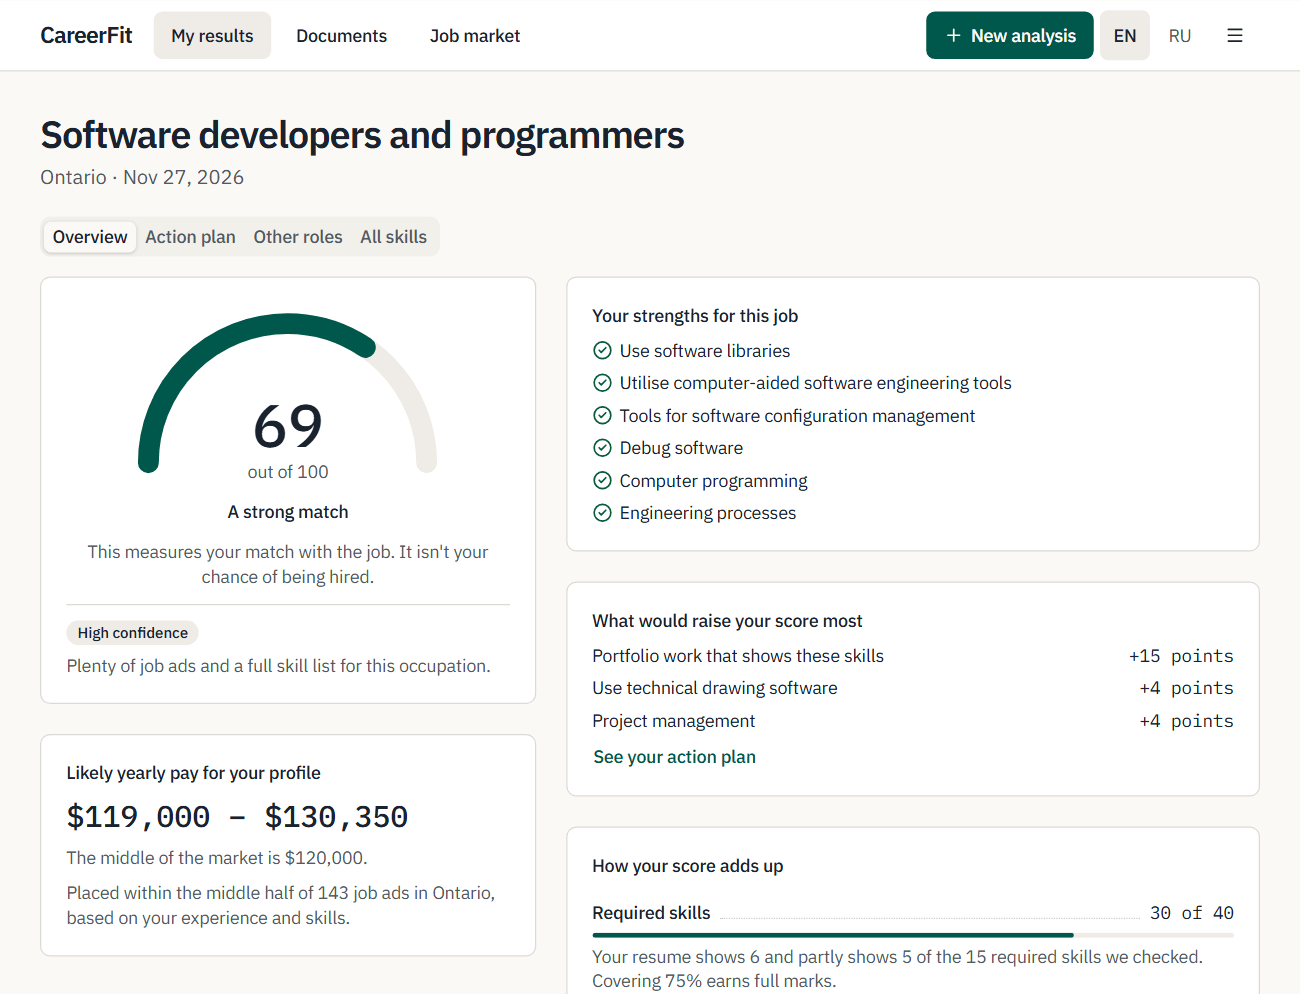 CareerFit
My results
Documents
Job market
+ New analysis
EN
RU
Software developers and programmers
Ontario · Nov 27, 2026
Overview
Action plan
Other roles
All skills
69
out of 100
A strong match
This measures your match with the job. It isn't your
chance of being hired.
High confidence
Plenty of job ads and a full skill list for this occupation.
Likely yearly pay for your profile
$119,000 – $130,350
The middle of the market is $120,000.
Placed within the middle half of 143 job ads in Ontario,
based on your experience and skills.
Your strengths for this job
Use software libraries
Utilise computer-aided software engineering tools
Tools for software configuration management
Debug software
Computer programming
Engineering processes
What would raise your score most
Portfolio work that shows these skills +15 points
Use technical drawing software +4 points
Project management +4 points
See your action plan
How your score adds up
Required skills 30 of 40
Your resume shows 6 and partly shows 5 of the 15 required skills we checked.
Covering 75% earns full marks.